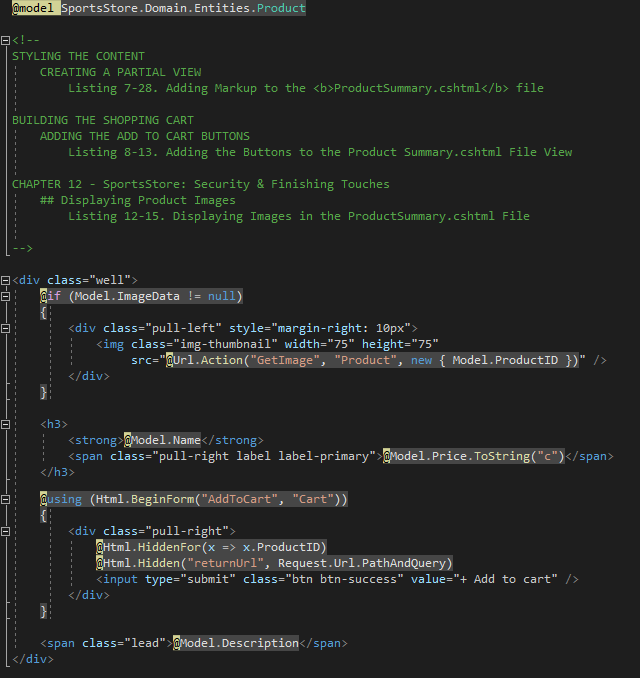 @model SportsStore.Domain.Entities.Product
<!--
STYLING THE CONTENT
CREATING A PARTIAL VIEW
Listing 7-28. Adding Markup to the <b>ProductSummary.cshtml</b> file
BUILDING THE SHOPPING CART
ADDING THE ADD TO CART BUTTONS
Listing 8-13. Adding the Buttons to the Product Summary.cshtml File View
CHAPTER 12 - SportsStore: Security & Finishing Touches
## Displaying Product Images
Listing 12-15. Displaying Images in the ProductSummary.cshtml File
-->
<div class="well">
@if (Model.ImageData != null)
{
<div class="pull-left" style="margin-right: 10px">
<img class="img-thumbnail" width="75" height="75"
src="@Url.Action("GetImage", "Product", new { Model.ProductID })" />
</div>
}
<h3>
<strong>@Model.Name</strong>
<span class="pull-right label label-primary">@Model.Price.ToString("c")</span>
</h3>
@using (Html.BeginForm("AddToCart", "Cart"))
{
<div class="pull-right">
@Html.HiddenFor(x => x.ProductID)
@Html.Hidden("returnUrl", Request.Url.PathAndQuery)
<input type="submit" class="btn btn-success" value="+ Add to cart" />
</div>
}
<span class="lead">@Model.Description</span>
</div>